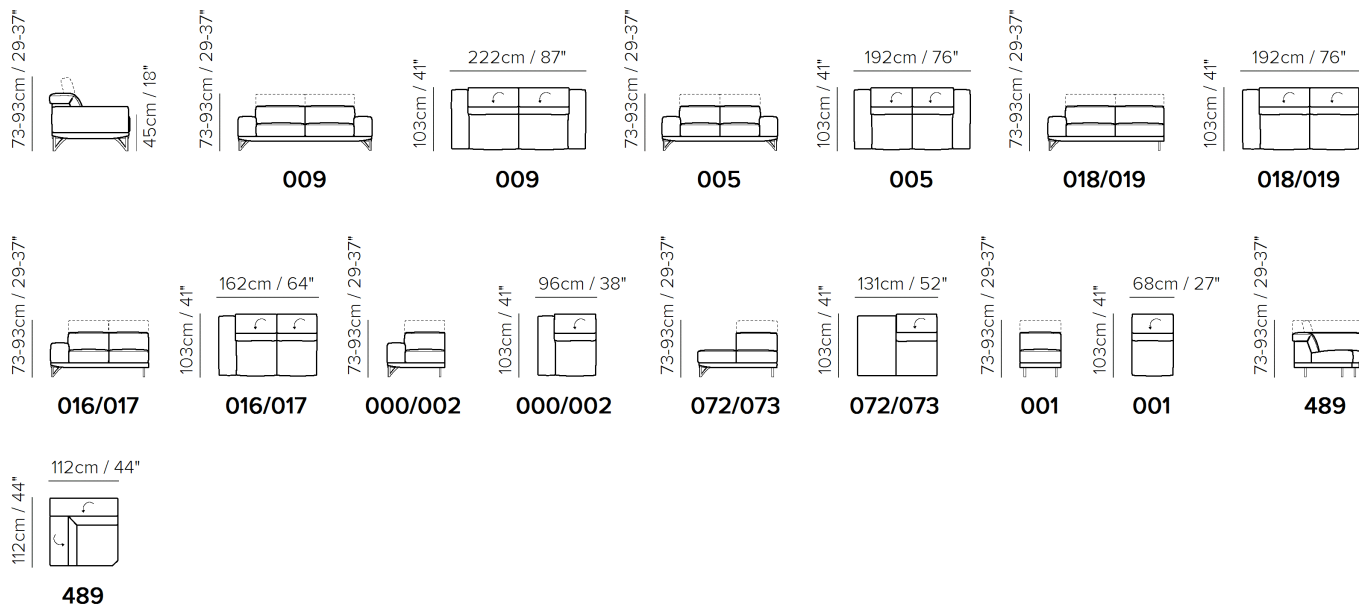 73-93cm / 29-37"
45cm / 18"
73-93cm / 29-37"
009
222cm / 87"
103cm / 41"
009
73-93cm / 29-37"
005
192cm / 76"
103cm / 41"
005
73-93cm / 29-37"
018/019
192cm / 76"
103cm / 41"
018/019
73-93cm / 29-37"
016/017
162cm / 64"
103cm / 41"
016/017
73-93cm / 29-37"
000/002
96cm / 38"
103cm / 41"
000/002
73-93cm / 29-37"
072/073
131cm / 52"
103cm / 41"
072/073
73-93cm / 29-37"
001
68cm / 27"
103cm / 41"
001
73-93cm / 29-37"
489
112cm / 44"
112cm / 44"
489